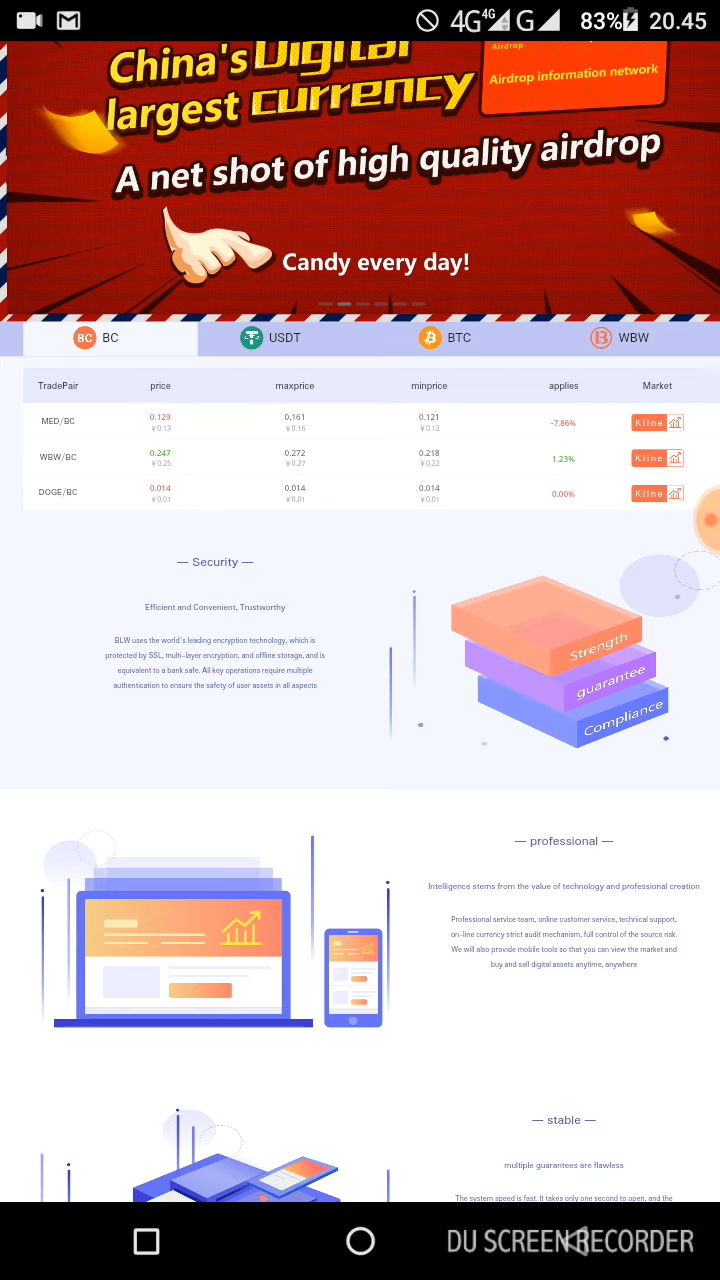 4G 4G G 83% 20.45
China's Digital
largest currency
Airdrop
Airdrop information network
A net shot of high quality airdrop
Candy every day!
BC BC USDT BTC WBW
TradePair price maxprice minprice applies Market
MED/BC 0.129 0.161 0.121 -7.86% Kline
¥0.13 ¥0.16 ¥0.12
WBW/BC 0.247 0.272 0.218 1.23% Kline
¥0.25 ¥0.27 ¥0.22
DOGE/BC 0.014 0.014 0.014 0.00% Kline
¥0.01 ¥0.01 ¥0.01
— Security —
Efficient and Convenient, Trustworthy
BLW uses the world's leading encryption technology, which is
protected by SSL, multi-layer encryption, and offline storage, and is
equivalent to a bank safe. All key operations require multiple
authentication to ensure the safety of user assets in all aspects
Strength
guarantee
Compliance
— professional —
Intelligence stems from the value of technology and professional creation
Professional service team, online customer service, technical support,
on-line currency strict audit mechanism, full control of the source risk.
We will also provide mobile tools so that you can view the market and
buy and sell digital assets anytime, anywhere
— stable —
multiple guarantees are flawless
The system speed is fast. It takes only one second to open, and the
DU SCREEN RECORDER